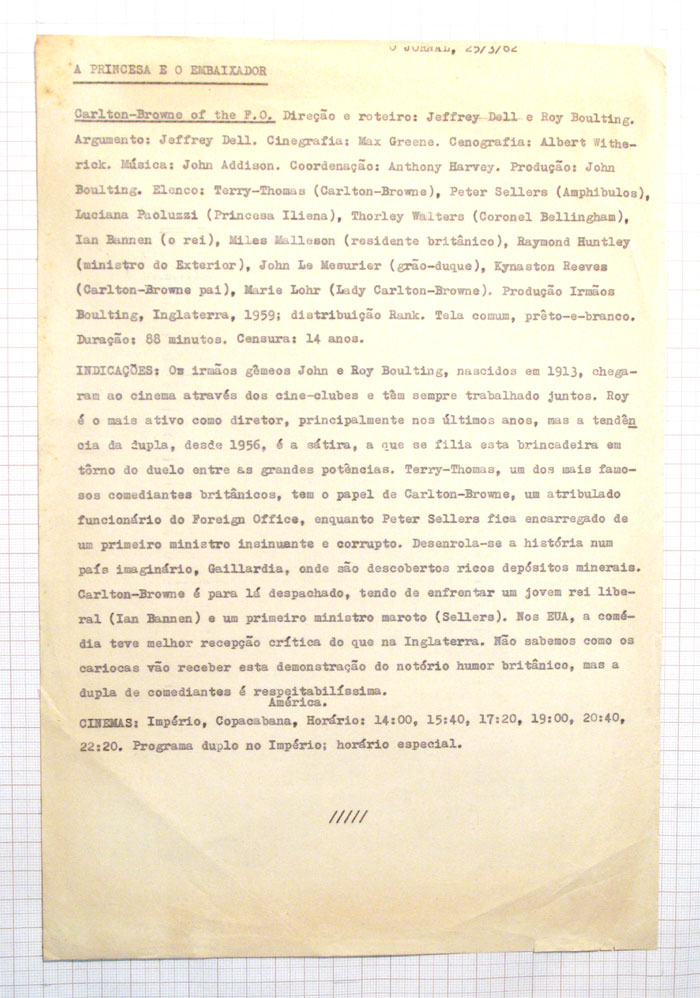 O JORNAL, 25/3/62
A PRINCESA E O EMBAIXADOR
Carlton-Browne of the F.O. Direção e roteiro: Jeffrey Dell e Roy Boulting.
Argumento: Jeffrey Dell. Cinegrafia: Max Greene. Cenografia: Albert Withe-
rick. Música: John Addison. Coordenação: Anthony Harvey. Produção: John
Boulting. Elenco: Terry-Thomas (Carlton-Browne), Peter Sellers (Amphibulos),
Luciana Paoluzzi (Princesa Iliena), Thorley Walters (Coronel Bellingham),
Ian Bannen (o rei), Miles Malleson (residente britânico), Raymond Huntley
(ministro do Exterior), John Le Mesurier (grão-duque), Kynaston Reeves
(Carlton-Browne pai), Marie Lohr (Lady Carlton-Browne). Produção Irmãos
Boulting, Inglaterra, 1959; distribuição Rank. Tela comum, prêto-e-branco.
Duração: 88 minutos. Censura: 14 anos.
INDICAÇÕES: Os irmãos gêmeos John e Roy Boulting, nascidos em 1913, chega-
ram ao cinema através dos cine-clubes e têm sempre trabalhado juntos. Roy
é o mais ativo como diretor, principalmente nos últimos anos, mas a tendên
cia da dupla, desde 1956, é a sátira, a que se filia esta brincadeira em
tôrno do duelo entre as grandes potências. Terry-Thomas, um dos mais famo-
sos comediantes britânicos, tem o papel de Carlton-Browne, um atribulado
funcionário do Foreign Office, enquanto Peter Sellers fica encarregado de
um primeiro ministro insinuante e corrupto. Desenrola-se a história num
país imaginário, Gaillardia, onde são descobertos ricos depósitos minerais.
Carlton-Browne é para lá despachado, tendo de enfrentar um jovem rei libe-
ral (Ian Bannen) e um primeiro ministro maroto (Sellers). Nos EUA, a comé-
dia teve melhor recepção crítica do que na Inglaterra. Não sabemos como os
cariocas vão receber esta demonstração do notório humor britânico, mas a
dupla de comediantes é respeitabilíssima.
América.
CINEMAS: Império, Copacabana, Horário: 14:00, 15:40, 17:20, 19:00, 20:40,
22:20. Programa duplo no Império; horário especial.
/////